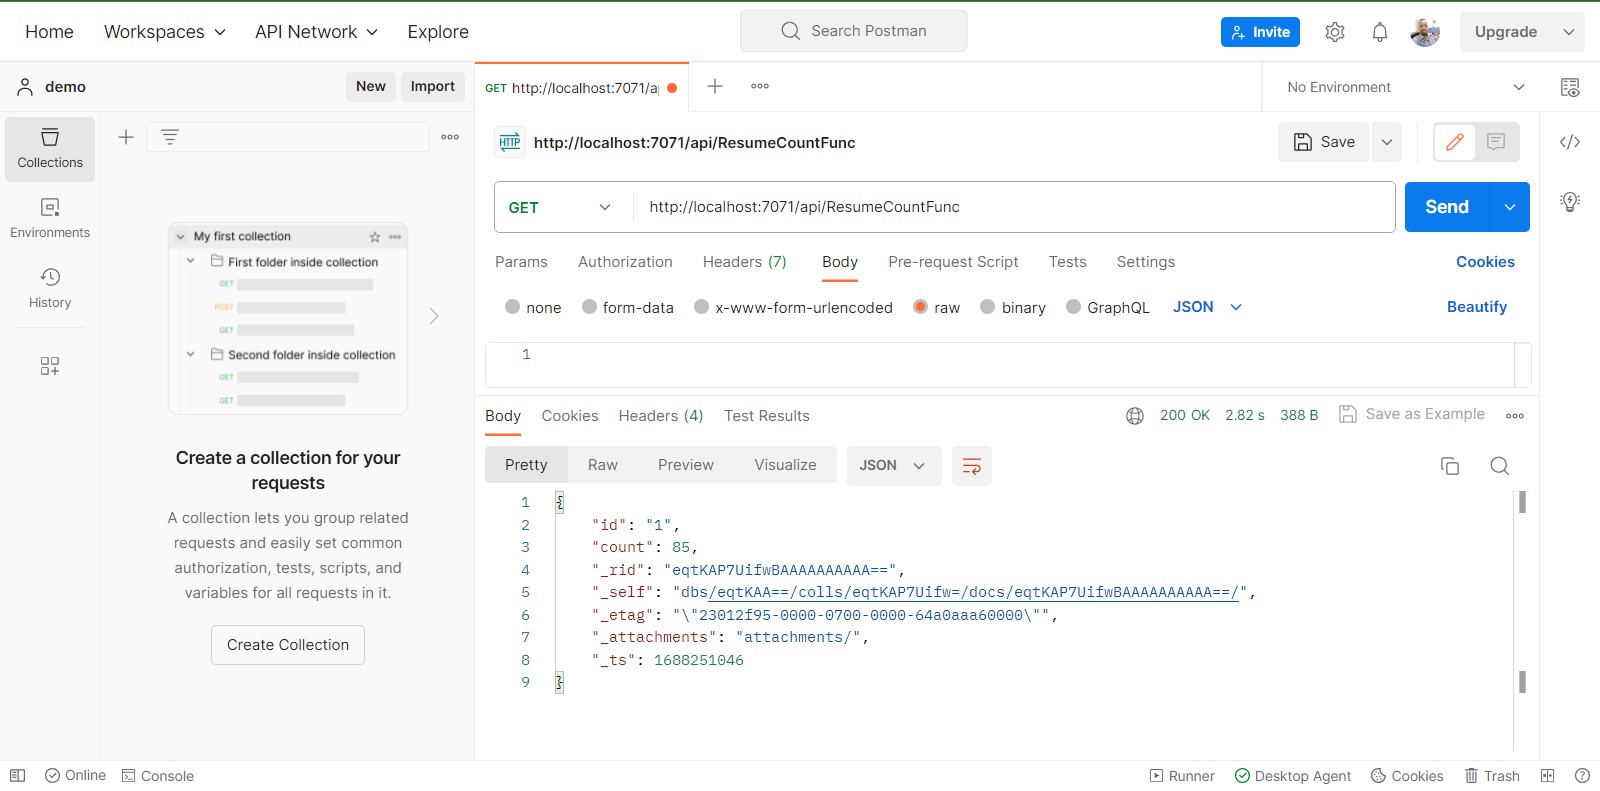 Home Workspaces API Network Explore Search Postman Invite Upgrade
demo New Import GET http://localhost:7071/a No Environment
Collections
Environments
History
My first collection
First folder inside collection
GET
POST
GET
Second folder inside collection
GET
GET
Create a collection for your
requests
A collection lets you group related
requests and easily set common
authorization, tests, scripts, and
variables for all requests in it.
Create Collection
HTTP http://localhost:7071/api/ResumeCountFunc Save
GET http://localhost:7071/api/ResumeCountFunc Send
Params Authorization Headers (7) Body Pre-request Script Tests Settings Cookies
none form-data x-www-form-urlencoded raw binary GraphQL JSON Beautify
1
Body Cookies Headers (4) Test Results 200 OK 2.82 s 388 B Save as Example
Pretty Raw Preview Visualize JSON
1 {
2 "id": "1",
3 "count": 85,
4 "_rid": "eqtKAP7UifwBAAAAAAAAAA==",
5 "_self": "dbs/eqtKAA==/colls/eqtKAP7Uifw=/docs/eqtKAP7UifwBAAAAAAAAAA==/",
6 "_etag": "\"23012f95-0000-0700-0000-64a0aaa60000\"",
7 "_attachments": "attachments/",
8 "_ts": 1688251046
9 }
Online Console Runner Desktop Agent Cookies Trash